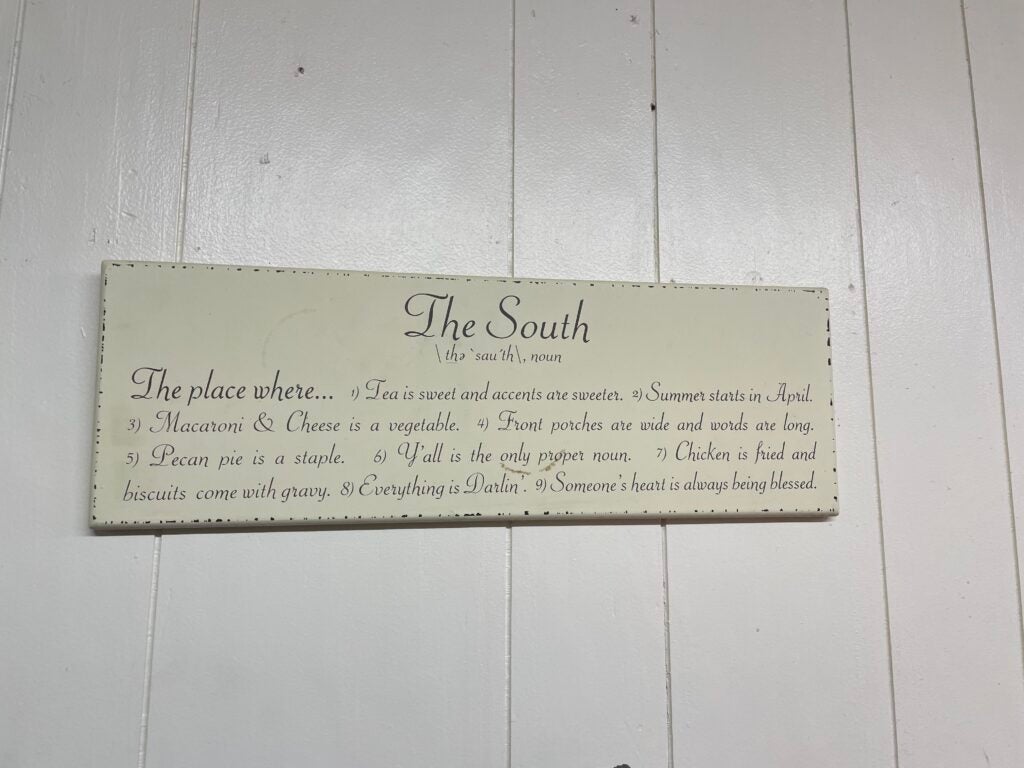 The South
\ thə ˋsau̇th\, noun
The place where... 1) Tea is sweet and accents are sweeter. 2) Summer starts in April.
3) Macaroni & Cheese is a vegetable. 4) Front porches are wide and words are long.
5) Pecan pie is a staple. 6) Y'all is the only proper noun. 7) Chicken is fried and
biscuits come with gravy. 8) Everything is Darlin'. 9) Someone's heart is always being blessed.